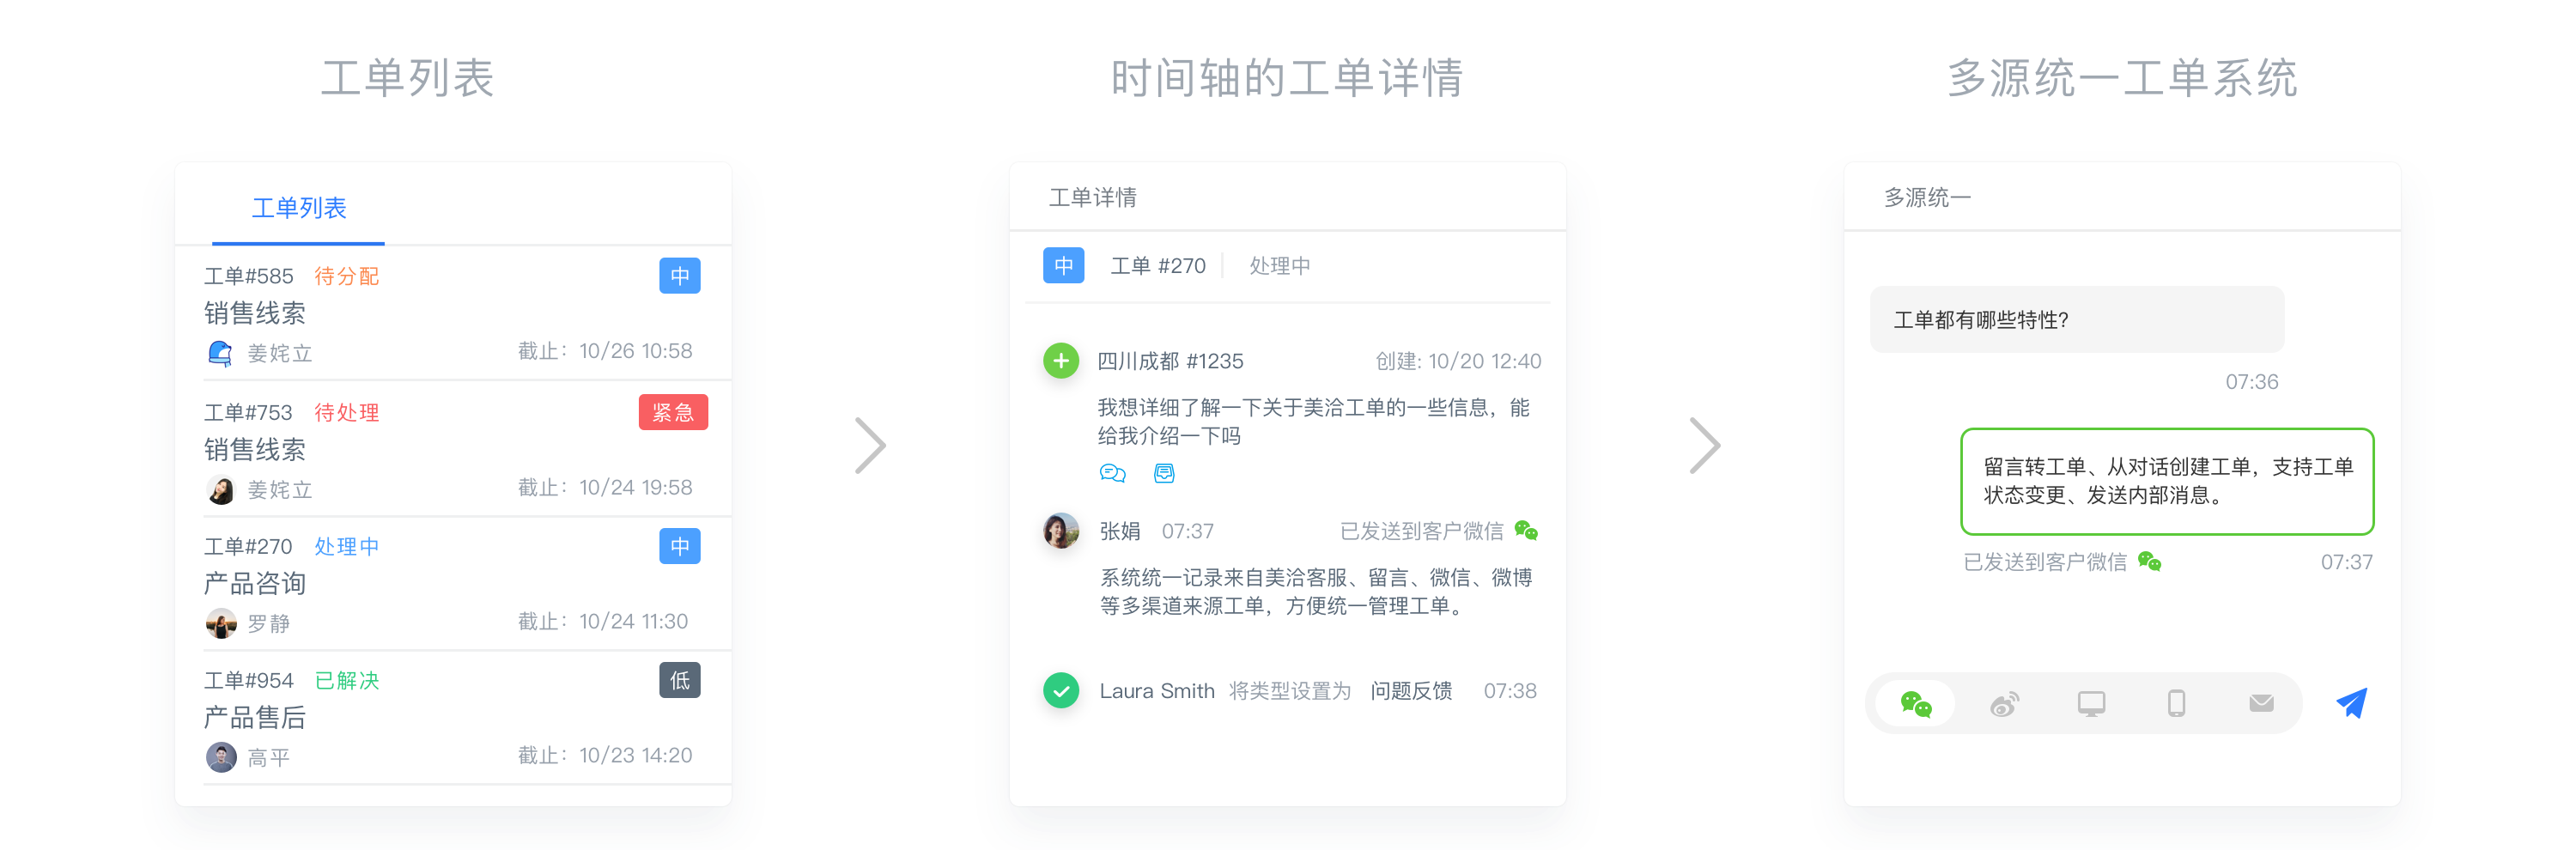 工单列表
工单列表
工单#585 待分配 中
销售线索
姜姹立 截止：10/26 10:58
工单#753 待处理 紧急
销售线索
姜姹立 截止：10/24 19:58
工单#270 处理中 中
产品咨询
罗静 截止：10/24 11:30
工单#954 已解决 低
产品售后
高平 截止：10/23 14:20
时间轴的工单详情
工单详情
中 工单 #270 处理中
四川成都 #1235 创建: 10/20 12:40
我想详细了解一下关于美洽工单的一些信息，能
给我介绍一下吗
张娟 07:37 已发送到客户微信
系统统一记录来自美洽客服、留言、微信、微博
等多渠道来源工单，方便统一管理工单。
Laura Smith 将类型设置为 问题反馈 07:38
多源统一工单系统
多源统一
工单都有哪些特性?
07:36
留言转工单、从对话创建工单，支持工单
状态变更、发送内部消息。
已发送到客户微信 07:37